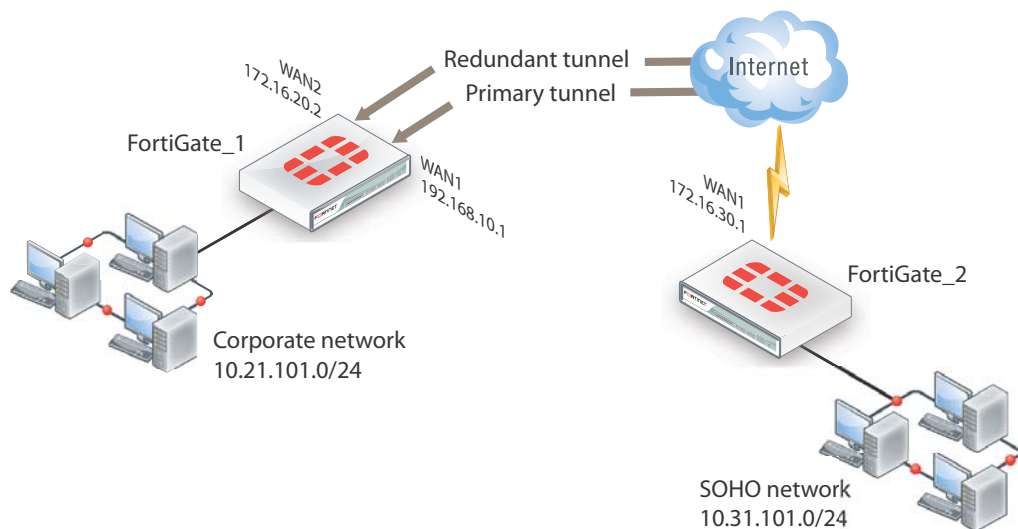 Redundant tunnel
Primary tunnel
Internet
WAN2
172.16.20.2
FortiGate_1
WAN1
192.168.10.1
WAN1
172.16.30.1
FortiGate_2
Corporate network
10.21.101.0/24
SOHO network
10.31.101.0/24